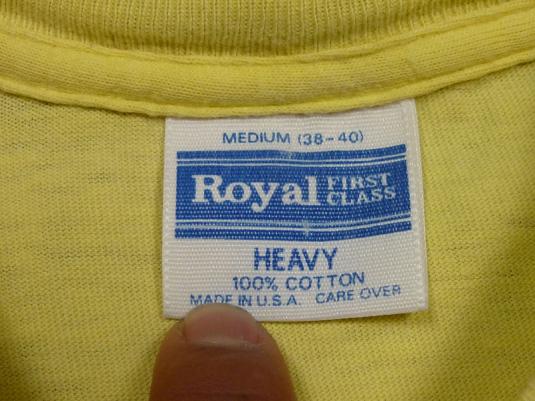 MEDIUM (38-40)
Royal FIRST CLASS
HEAVY
100% COTTON
MADE IN U.S.A. CARE OVER